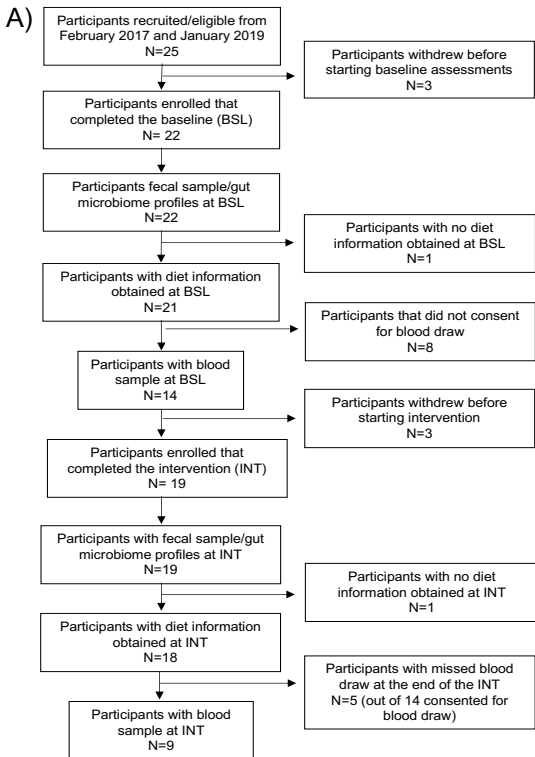 A)
Participants recruited/eligible from
February 2017 and January 2019
N=25
Participants withdrew before
starting baseline assessments
N=3
Participants enrolled that
completed the baseline (BSL)
N= 22
Participants fecal sample/gut
microbiome profiles at BSL
N=22
Participants with no diet
information obtained at BSL
N=1
Participants with diet information
obtained at BSL
N=21
Participants that did not consent
for blood draw
N=8
Participants with blood
sample at BSL
N=14
Participants withdrew before
starting intervention
N=3
Participants enrolled that
completed the intervention (INT)
N= 19
Participants with fecal sample/gut
microbiome profiles at INT
N=19
Participants with no diet
information obtained at INT
N=1
Participants with diet information
obtained at INT
N=18
Participants with missed blood
draw at the end of the INT
N=5 (out of 14 consented for
blood draw)
Participants with blood
sample at INT
N=9